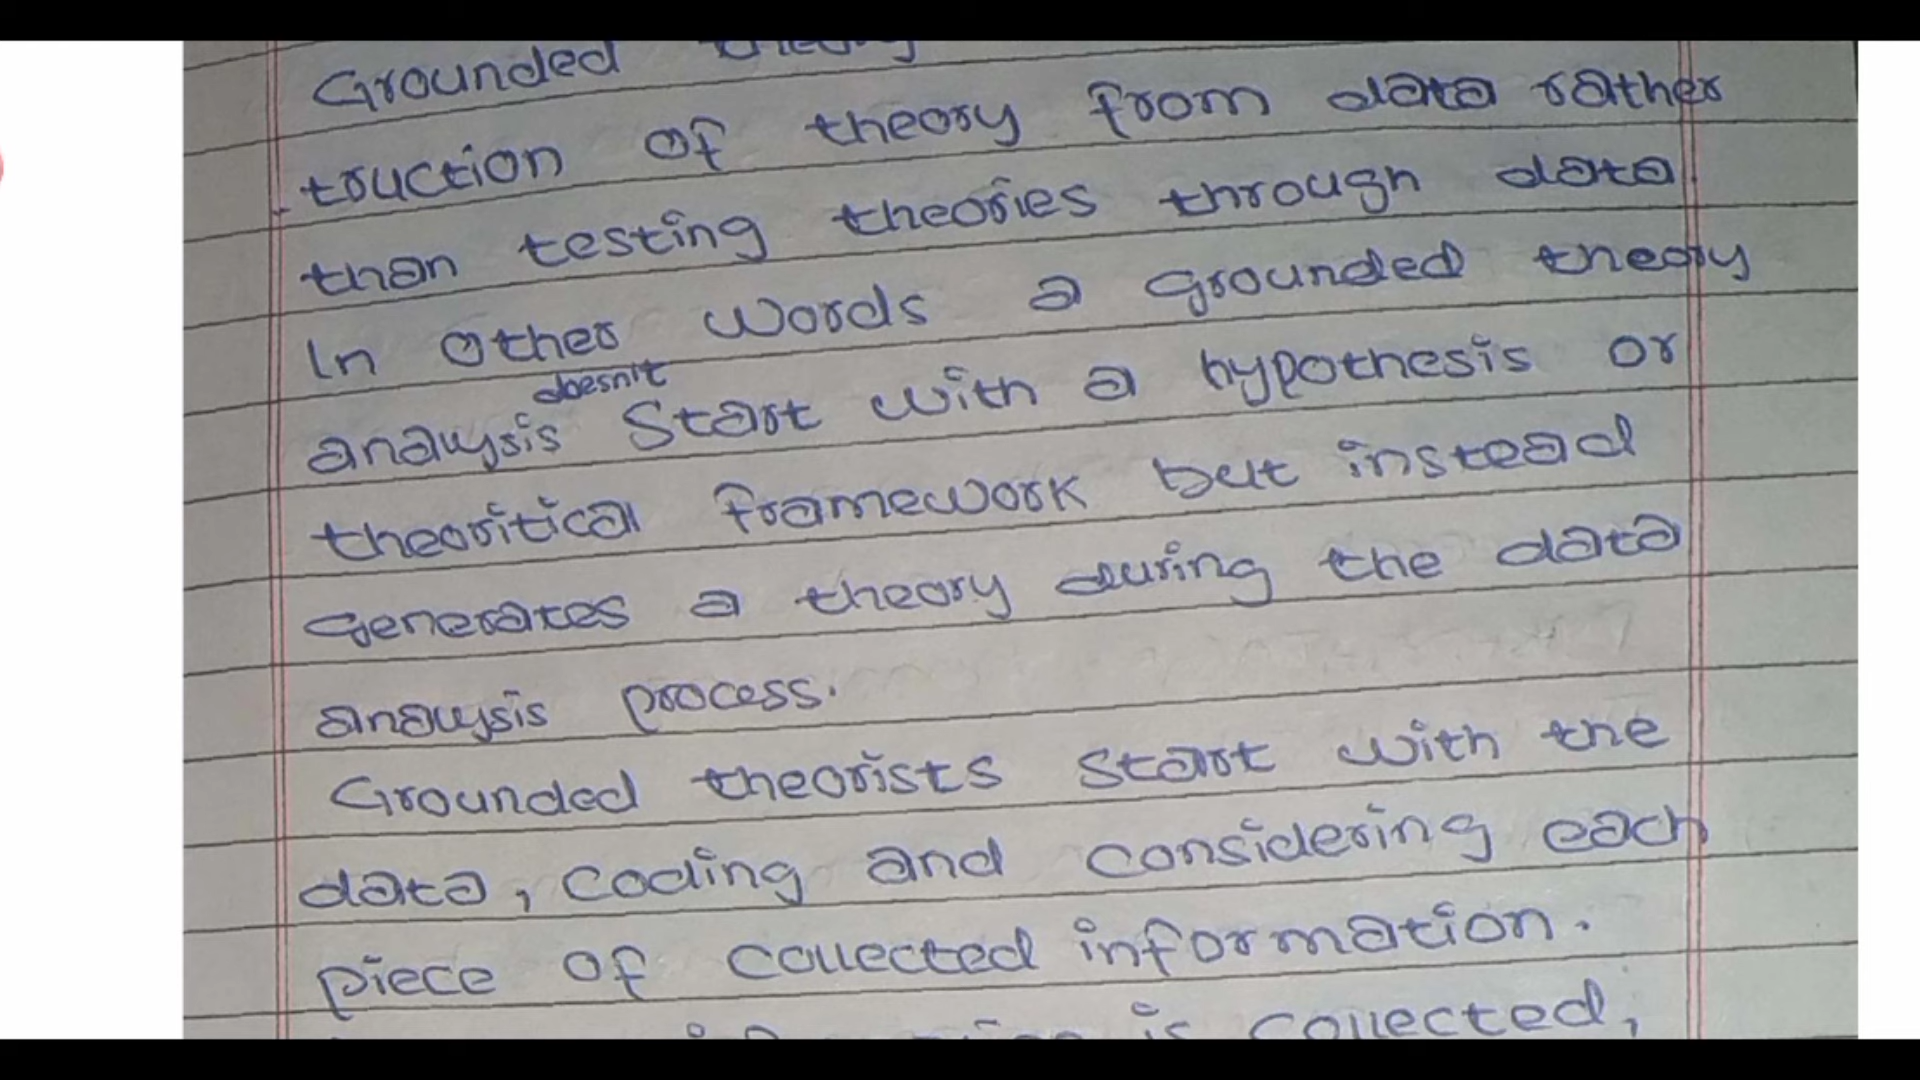 Grounded theory
truction of theory from data rather
than testing theories through data.
In other words a grounded theory
doesn't
analysis start with a hypothesis or
theoritical framework but instead
generates a theory during the data
analysis process.
Grounded theorists start with the
data, coding and considering each
piece of collected information.
is collected,